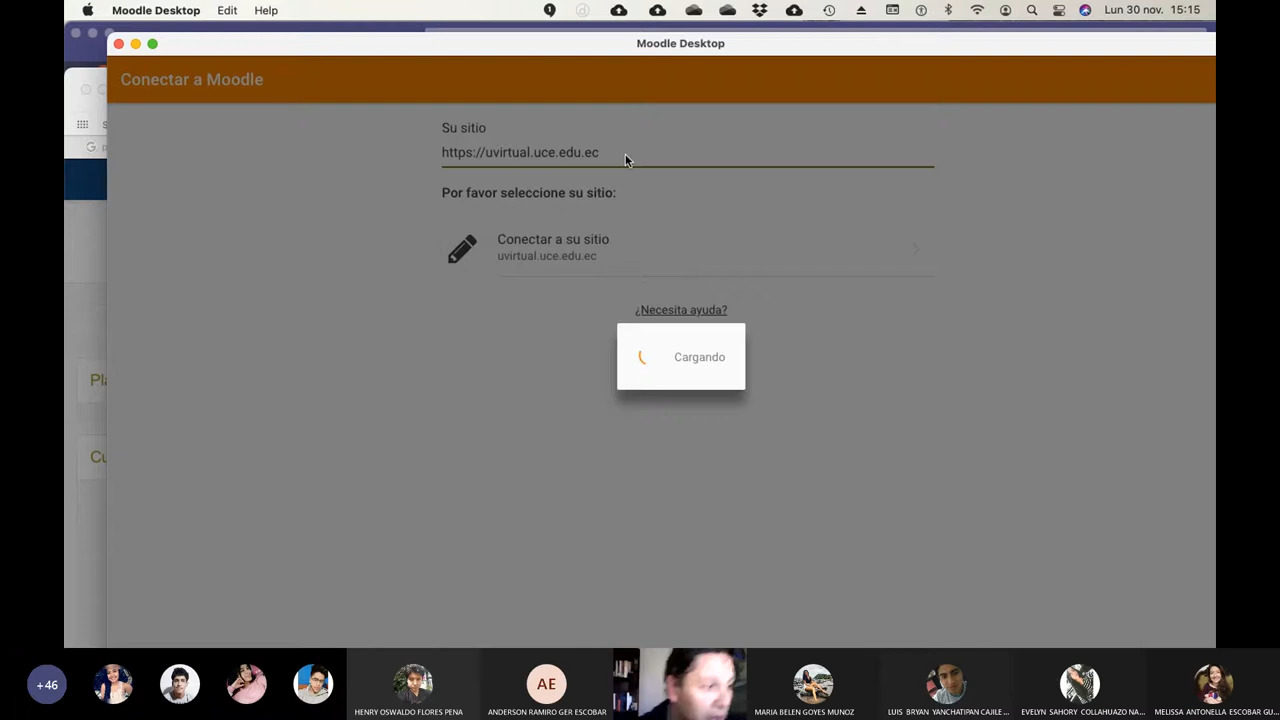 Moodle Desktop Edit Help Lun 30 nov. 15:15
Moodle Desktop
Conectar a Moodle
Su sitio
https://uvirtual.uce.edu.ec
Por favor seleccione su sitio:
Conectar a su sitio
uvirtual.uce.edu.ec
¿Necesita ayuda?
Cargando
Pla
Cu
+46
AE
HENRY OSWALDO FLORES PENA
ANDERSON RAMIRO GER ESCOBAR
MARIA BELEN GOYES MUNOZ
LUIS BRYAN YANCHATIPAN CAJILE ...
EVELYN SAHORY COLLAHUAZO NA...
MELISSA ANTONELLA ESCOBAR GU...